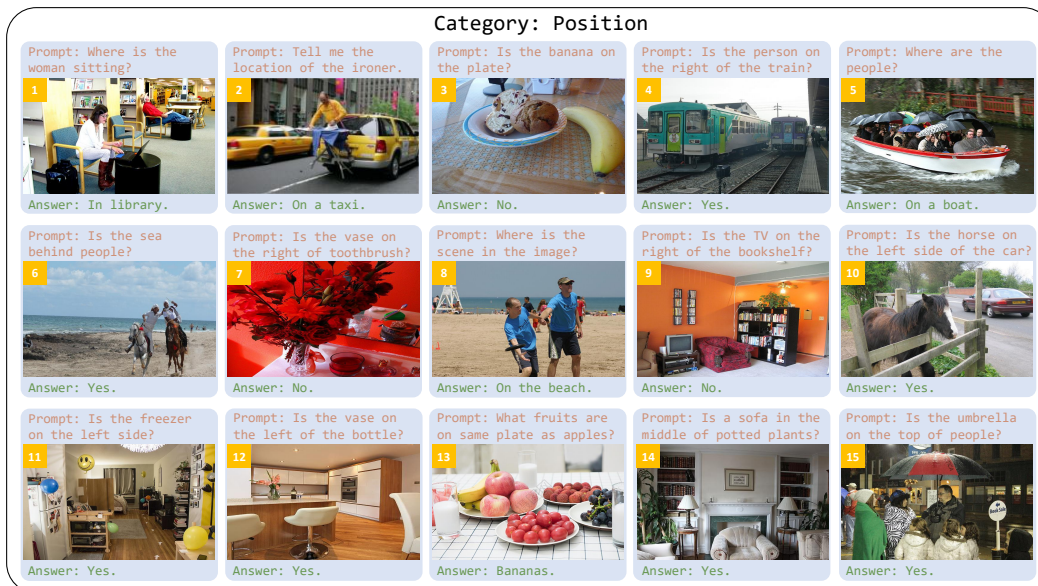 Category: Position
Prompt: Where is the
woman sitting?
1
Answer: In library.
Prompt: Tell me the
location of the ironer.
2
Answer: On a taxi.
Prompt: Is the banana on
the plate?
3
Answer: No.
Prompt: Is the person on
the right of the train?
4
Answer: Yes.
Prompt: Where are the
people?
5
Answer: On a boat.
Prompt: Is the sea
behind people?
6
Answer: Yes.
Prompt: Is the vase on
the right of toothbrush?
7
Answer: No.
Prompt: Where is the
scene in the image?
8
Answer: On the beach.
Prompt: Is the TV on the
right of the bookshelf?
9
Answer: No.
Prompt: Is the horse on
the left side of the car?
10
Answer: Yes.
Prompt: Is the freezer
on the left side?
11
Answer: Yes.
Prompt: Is the vase on
the left of the bottle?
12
Answer: Yes.
Prompt: What fruits are
on same plate as apples?
13
Answer: Bananas.
Prompt: Is a sofa in the
middle of potted plants?
14
Answer: Yes.
Prompt: Is the umbrella
on the top of people?
15
Book Sale
Answer: Yes.